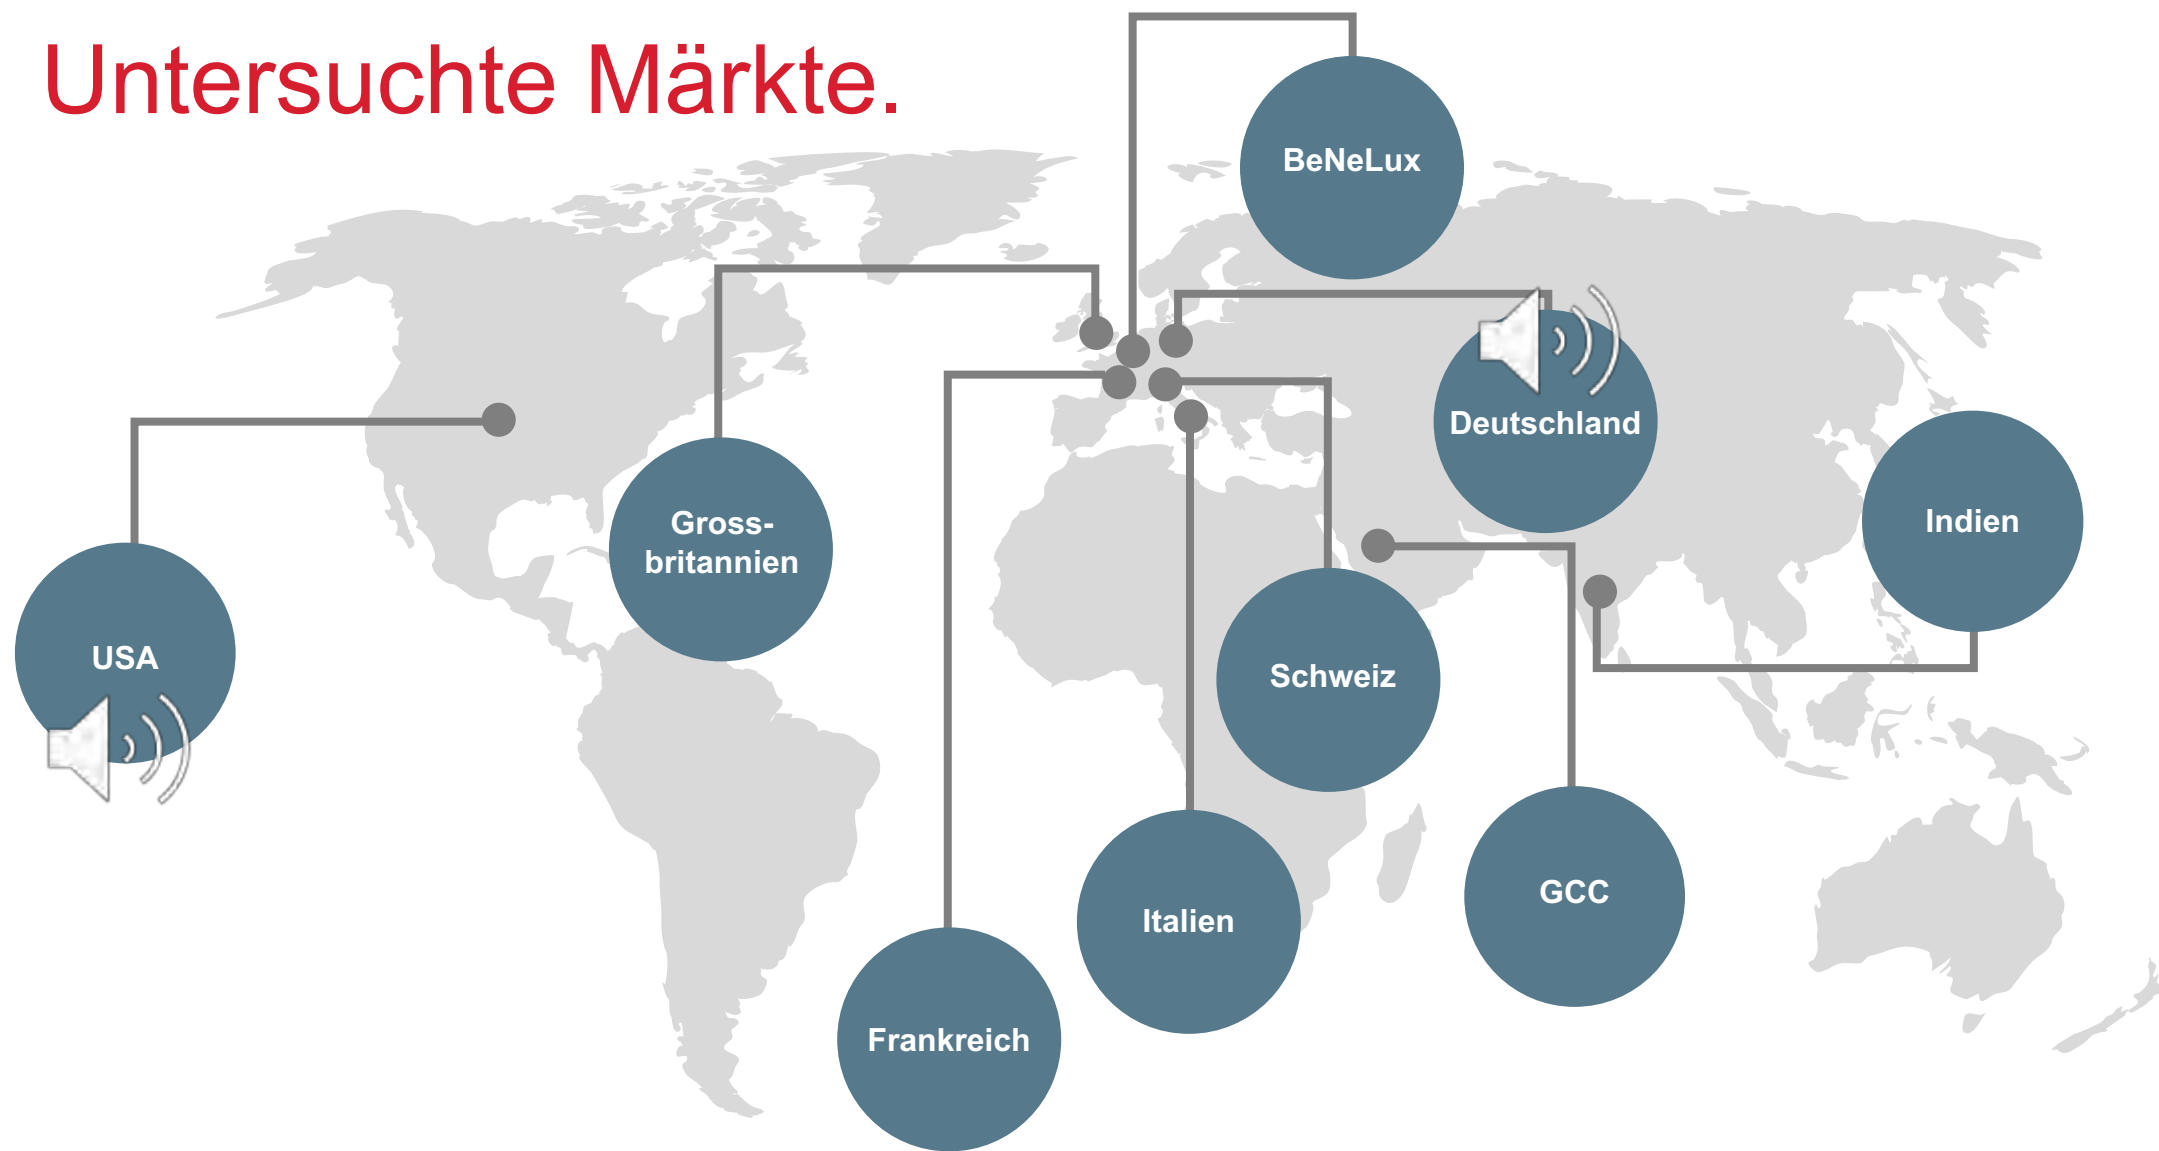 Untersuchte Märkte.
BeNeLux
Deutschland
Indien
Gross-
britannien
USA
Schweiz
GCC
Italien
Frankreich